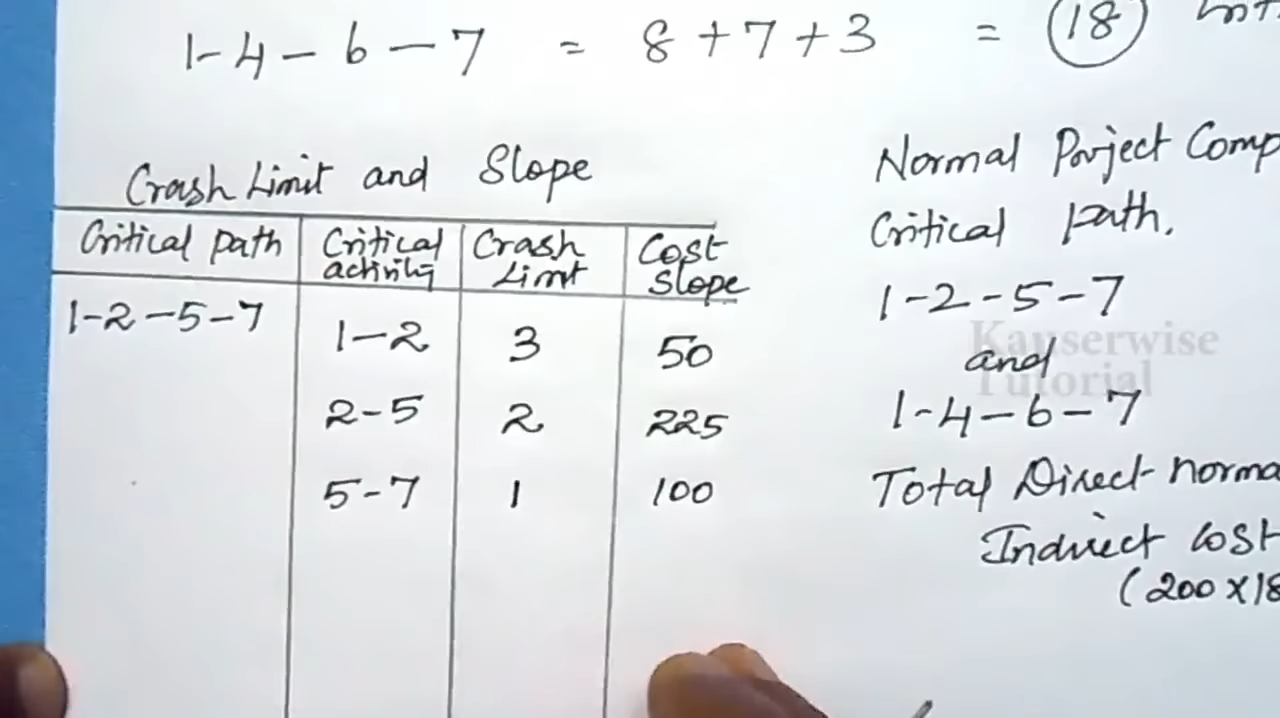 1-4-6-7 = 8+7+3 = 18
Crash Limit and Slope
Critical path Critical activity Crash Limit Cost Slope
1-2-5-7 1-2 3 50
2-5 2 225
5-7 1 100
Normal Porject Comp
Critical path.
1-2-5-7
and
1-4-6-7
Total Direct norma
Indirect Cost
(200 x 18
Kauserwise
Tutorial